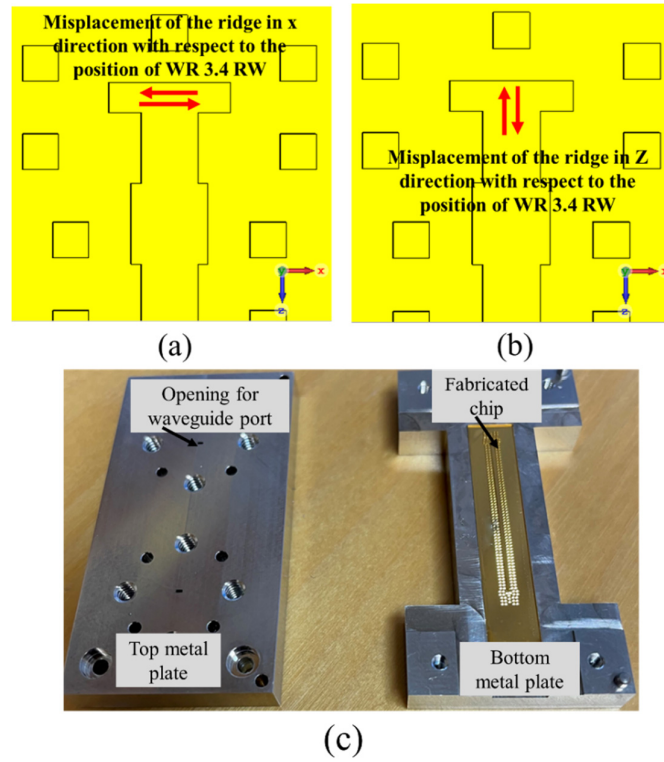 Misplacement of the ridge in x
direction with respect to the
position of WR 3.4 RW
x
Y
z
(a)
Misplacement of the ridge in Z
direction with respect to the
position of WR 3.4 RW
x
Y
z
(b)
Opening for
waveguide port
Fabricated
chip
Top metal
plate
Bottom
metal plate
(c)